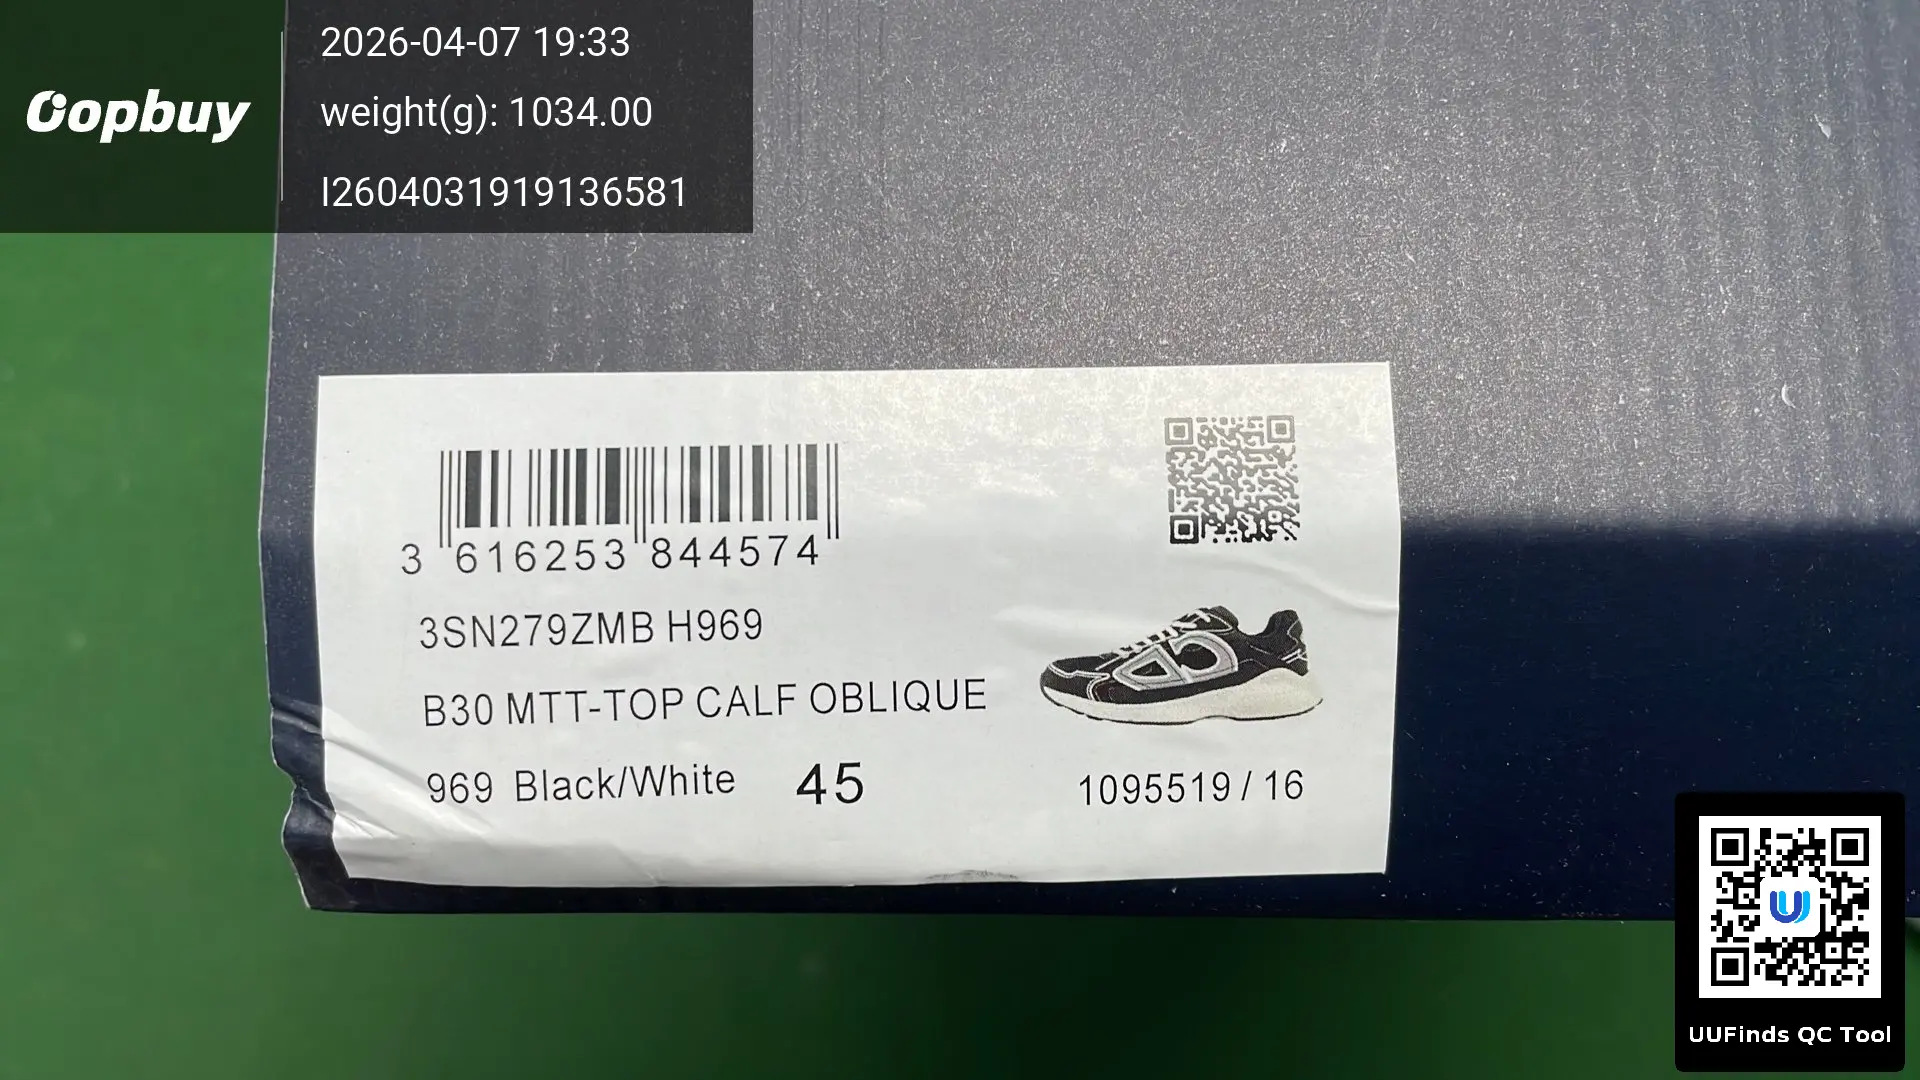 Oopbuy
2026-04-07 19:33
weight(g): 1034.00
I2604031919136581
3 616253 844574
3SN279ZMB H969
B30 MTT-TOP CALF OBLIQUE
969 Black/White 45
1095519 / 16
UUFinds QC Tool